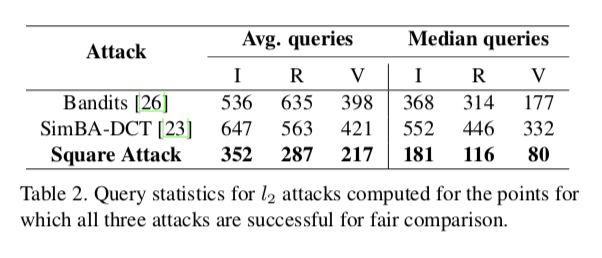 Attack Avg. queries Median queries
I R V I R V
Bandits [26] 536 635 398 368 314 177
SimBA-DCT [23] 647 563 421 552 446 332
Square Attack 352 287 217 181 116 80
Table 2. Query statistics for l2 attacks computed for the points for
which all three attacks are successful for fair comparison.